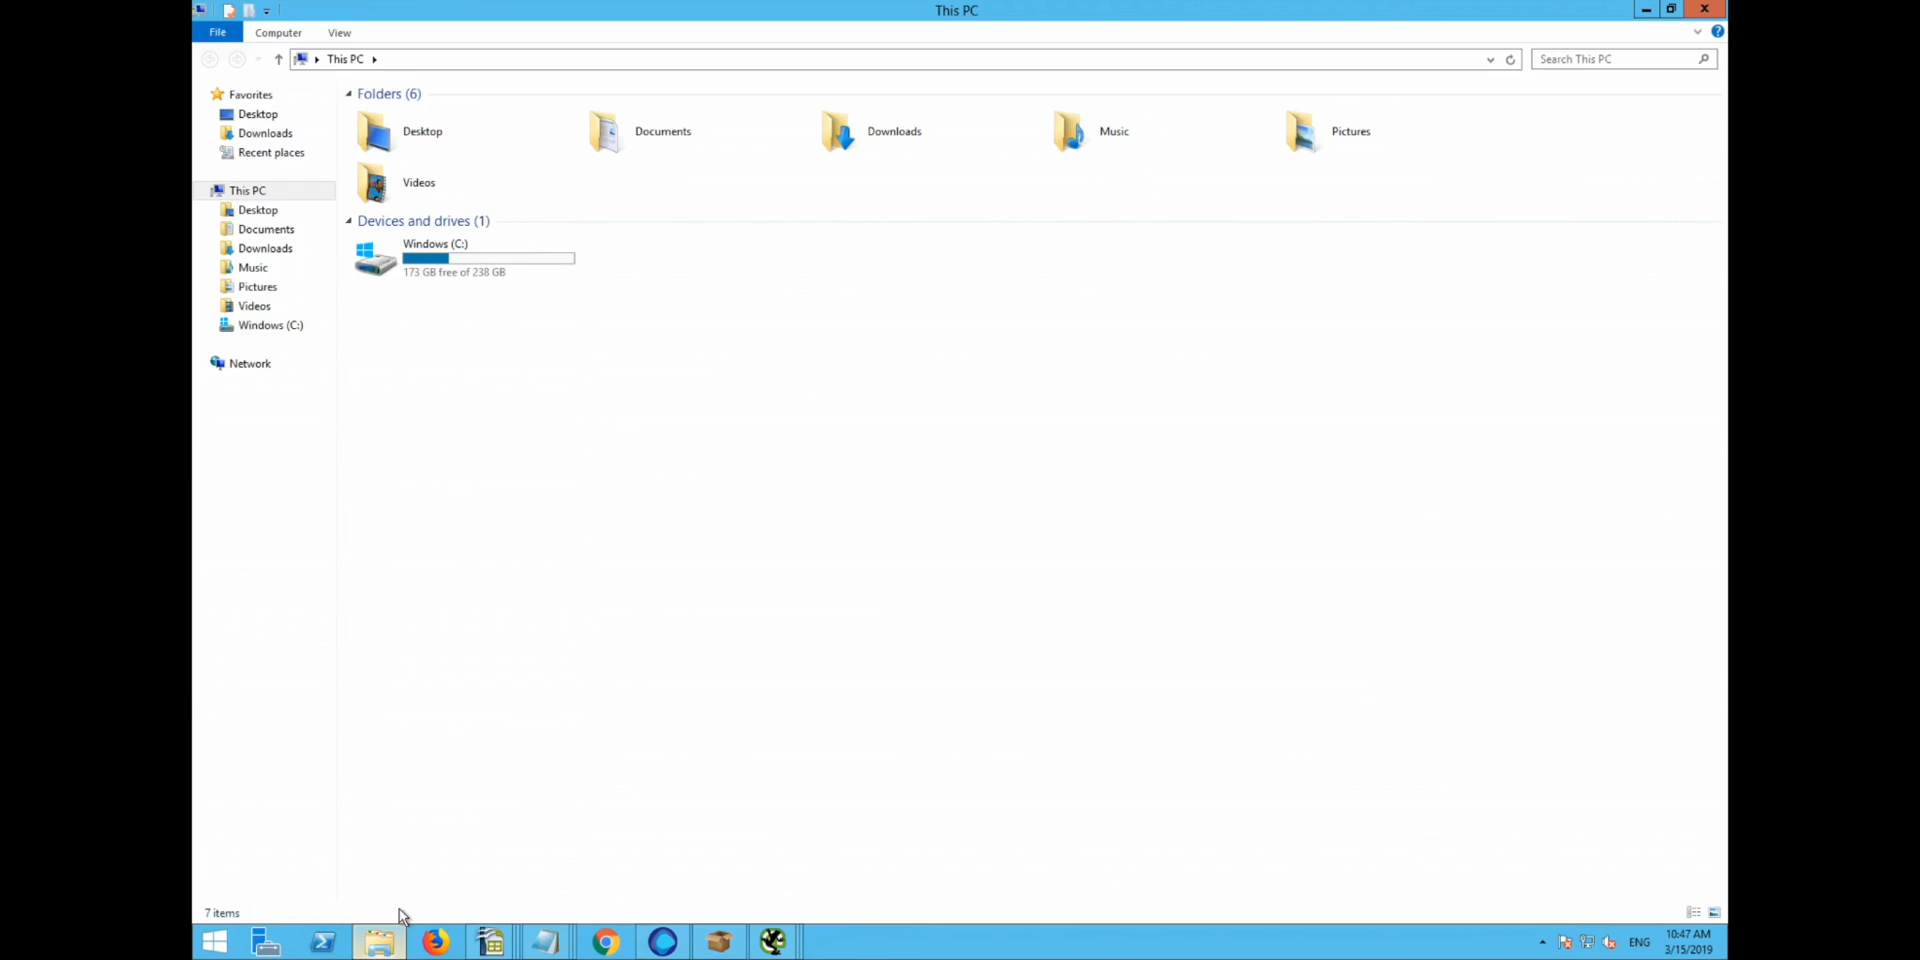 This PC
File
Computer
View
This PC
Search This PC
Favorites
Desktop
Downloads
Recent places
This PC
Desktop
Documents
Downloads
Music
Pictures
Videos
Windows (C:)
Network
Folders (6)
Desktop
Documents
Downloads
Music
Pictures
Videos
Devices and drives (1)
Windows (C:)
173 GB free of 238 GB
7 items
ENG
10:47 AM
3/15/2019